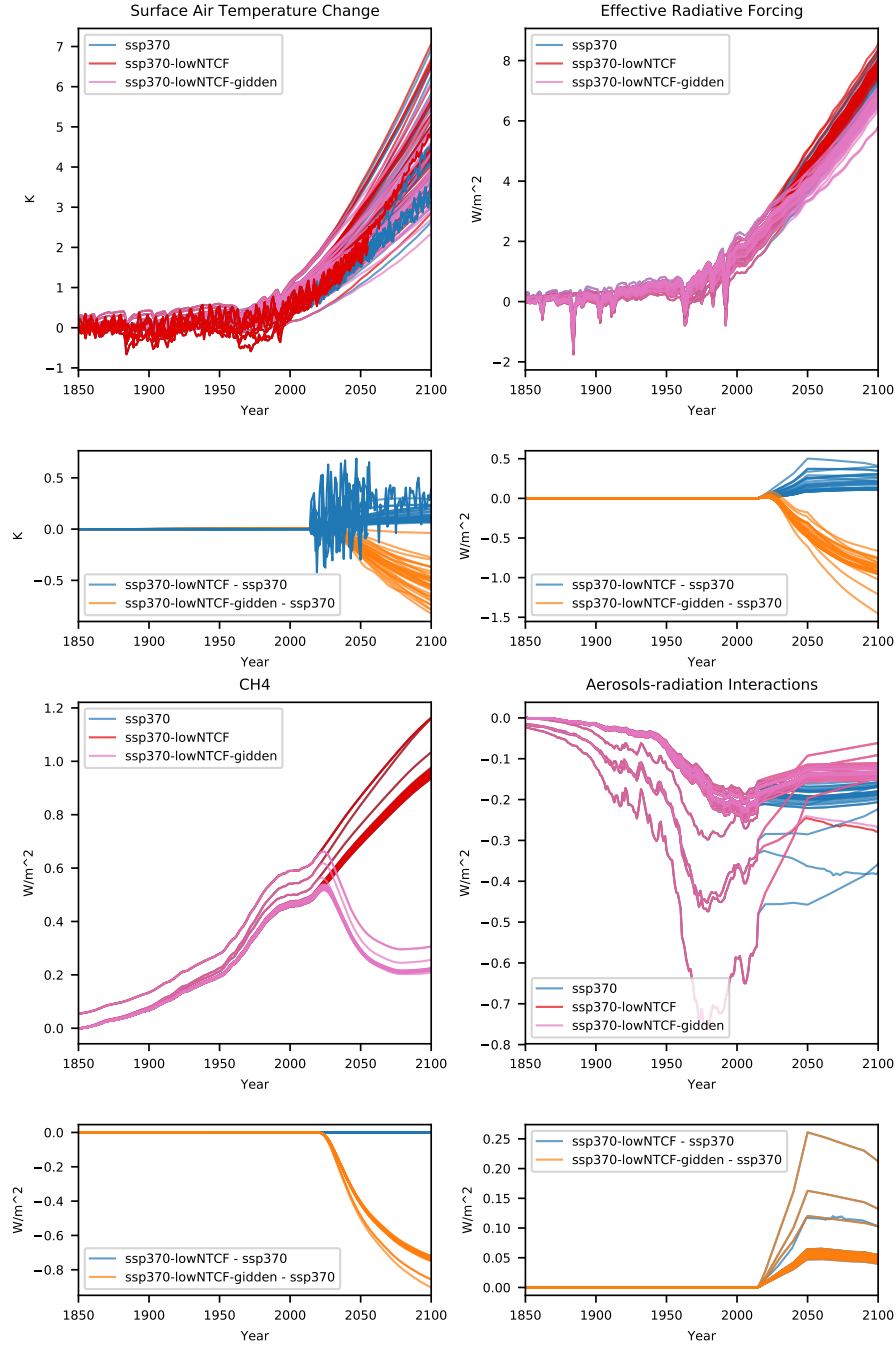 Surface Air Temperature Change
7
6
5
4
3
2
1
0
−1
K
ssp370
ssp370-lowNTCF
ssp370-lowNTCF-gidden
1850 1900 1950 2000 2050 2100
Year
Effective Radiative Forcing
8
6
4
2
0
−2
W/m^2
ssp370
ssp370-lowNTCF
ssp370-lowNTCF-gidden
1850 1900 1950 2000 2050 2100
Year
0.5
0.0
−0.5
K
ssp370-lowNTCF - ssp370
ssp370-lowNTCF-gidden - ssp370
1850 1900 1950 2000 2050 2100
Year
0.5
0.0
−0.5
−1.0
−1.5
W/m^2
ssp370-lowNTCF - ssp370
ssp370-lowNTCF-gidden - ssp370
1850 1900 1950 2000 2050 2100
Year
CH4
1.2
1.0
0.8
0.6
0.4
0.2
0.0
W/m^2
ssp370
ssp370-lowNTCF
ssp370-lowNTCF-gidden
1850 1900 1950 2000 2050 2100
Year
Aerosols-radiation Interactions
0.0
−0.1
−0.2
−0.3
−0.4
−0.5
−0.6
−0.7
−0.8
W/m^2
ssp370
ssp370-lowNTCF
ssp370-lowNTCF-gidden
1850 1900 1950 2000 2050 2100
Year
0.0
−0.2
−0.4
−0.6
−0.8
W/m^2
ssp370-lowNTCF - ssp370
ssp370-lowNTCF-gidden - ssp370
1850 1900 1950 2000 2050 2100
Year
0.25
0.20
0.15
0.10
0.05
0.00
W/m^2
ssp370-lowNTCF - ssp370
ssp370-lowNTCF-gidden - ssp370
1850 1900 1950 2000 2050 2100
Year